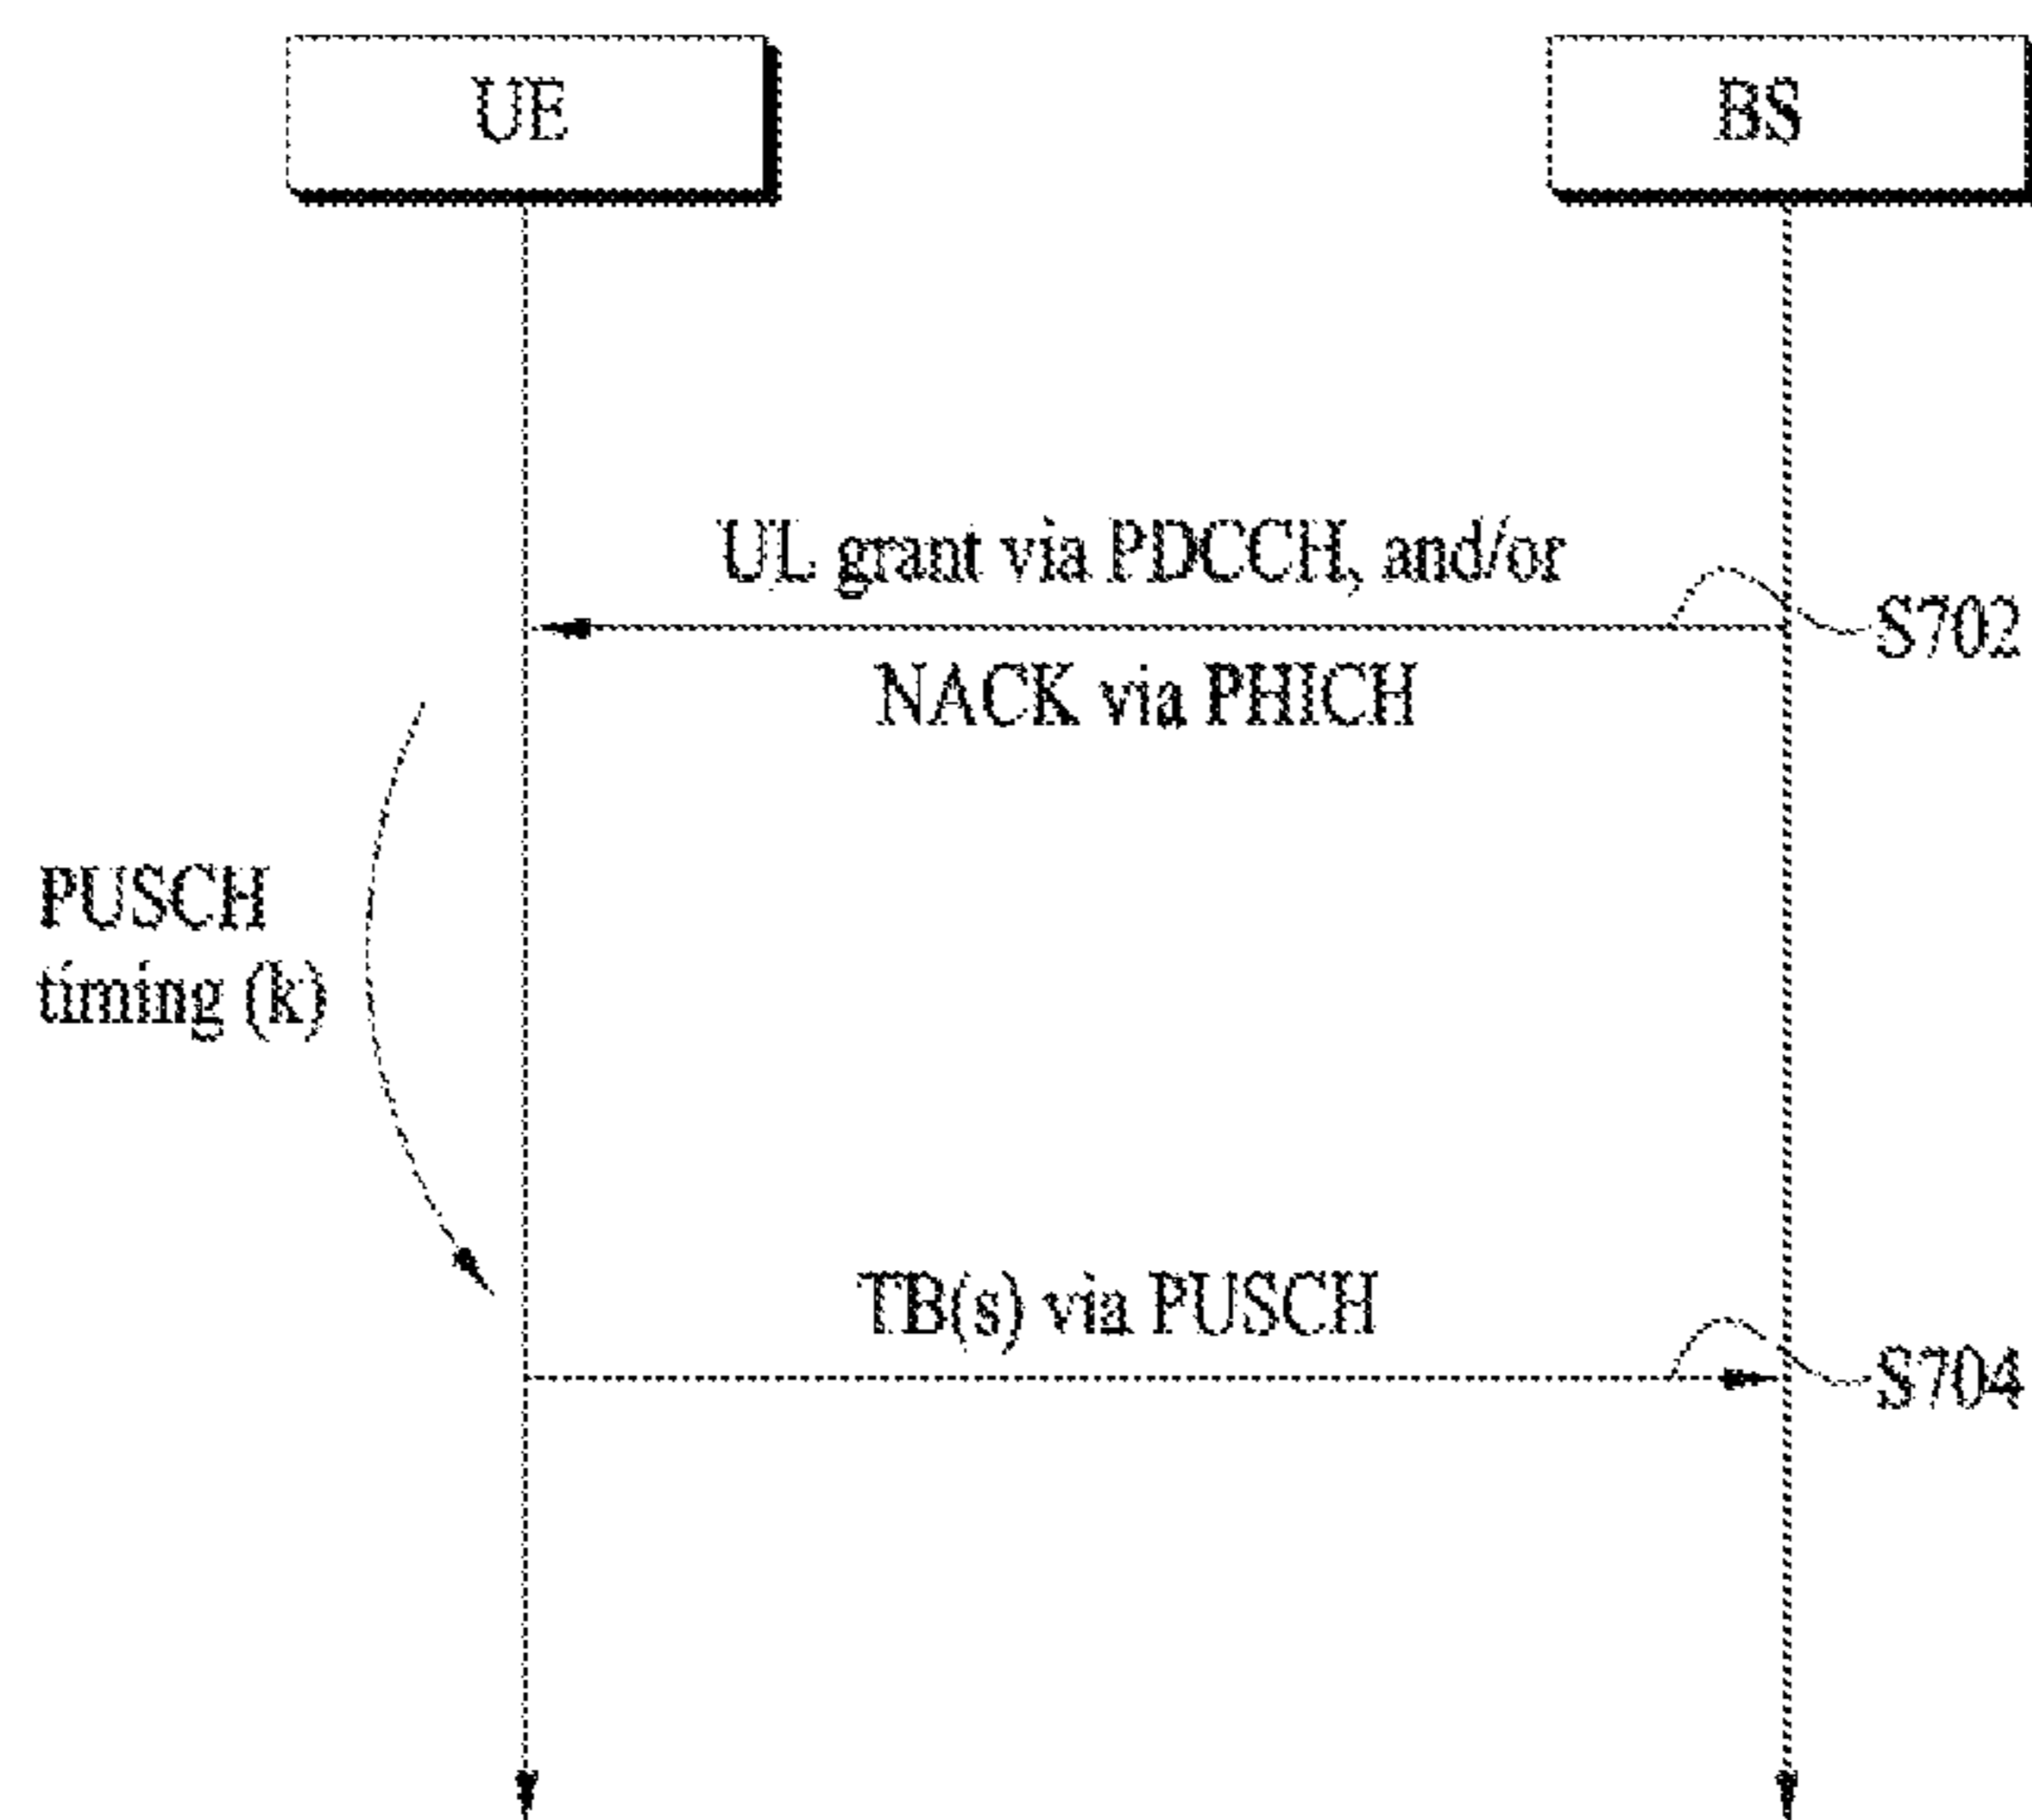 UE
BS
UL grant via PDCCH, and/or
S702
NACK via PHICH
PUSCH
timing (k)
TB(s) via PUSCH
S704